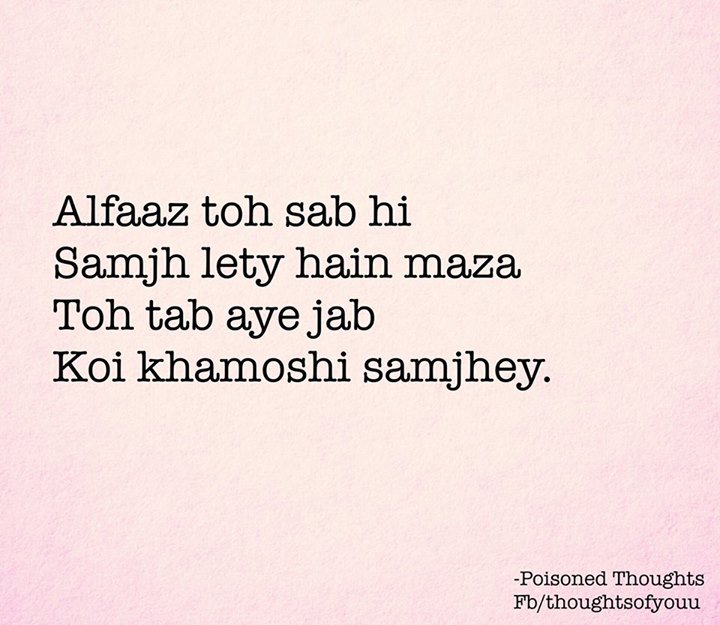 Alfaaz toh sab hi
Samjh lety hain maza
Toh tab aye jab
Koi khamoshi samjhey.
-Poisoned Thoughts
Fb/thoughtsofyouu